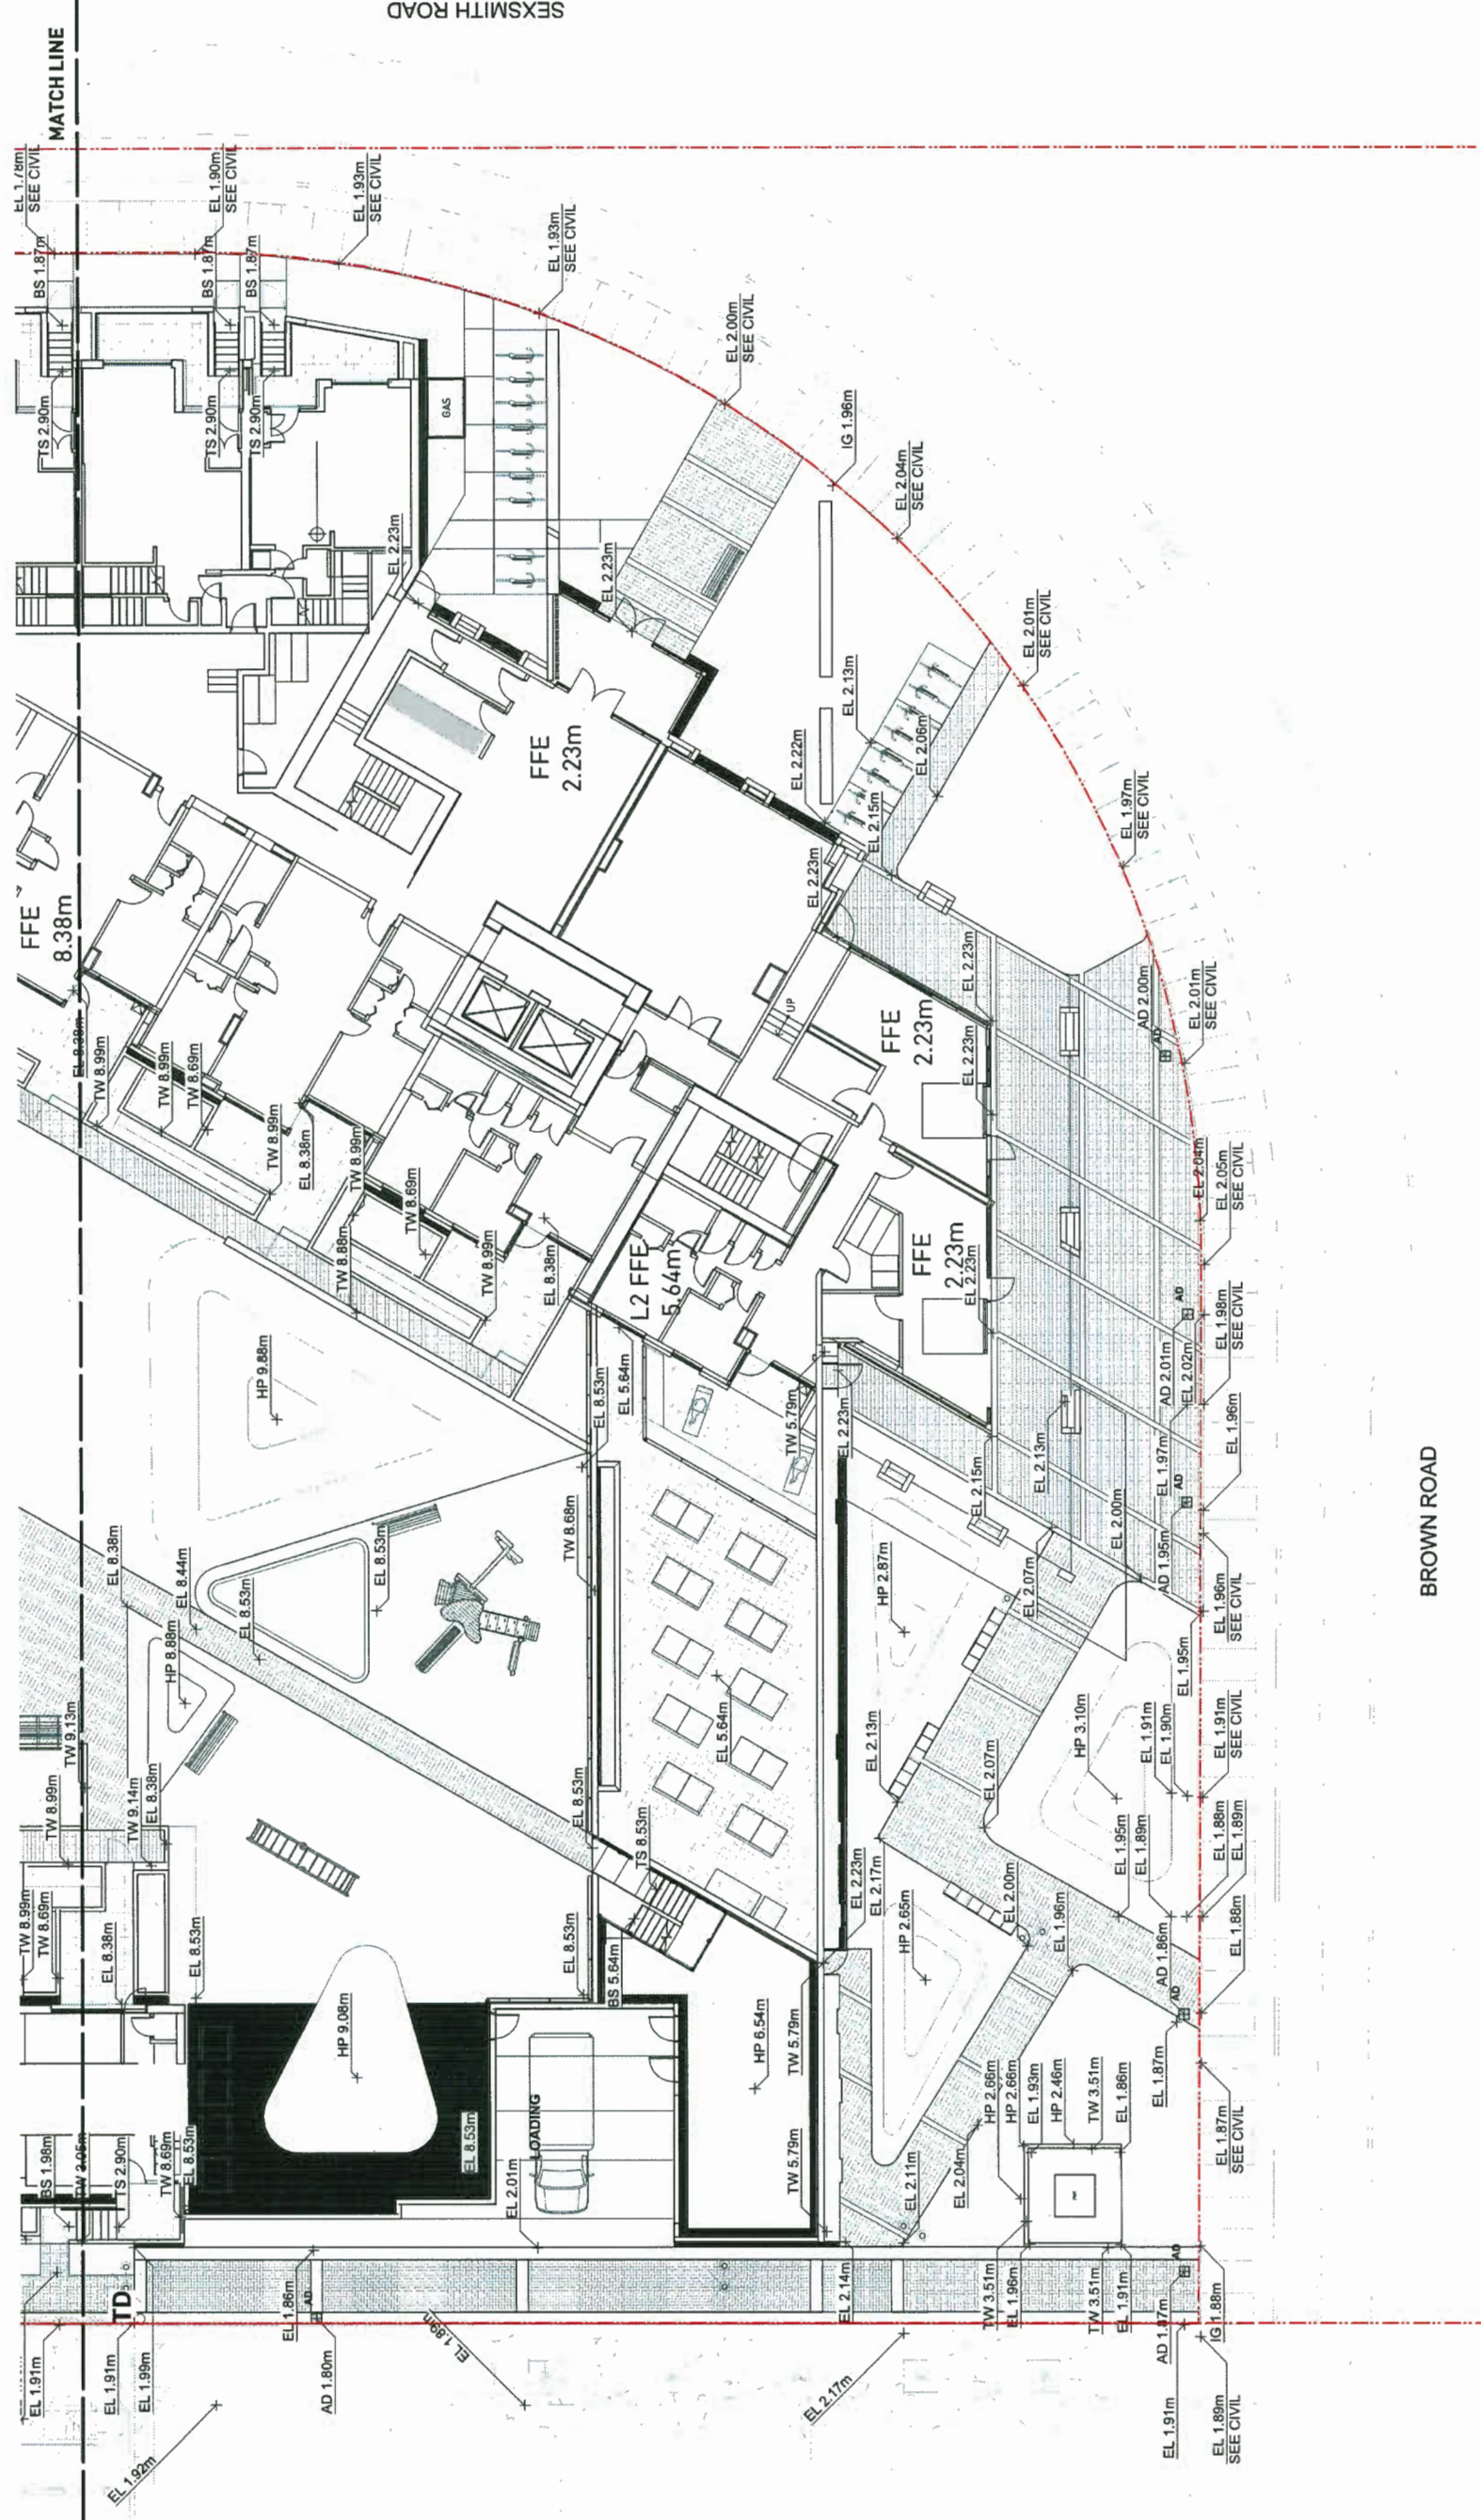 SEXSMITH ROAD
MATCH LINE
SEE CIVIL
BS 1.87m
EL 1.90m
SEE CIVIL
BS 1.87m
BS 1.87m
EL 1.93m
SEE CIVIL
EL 1.93m
SEE CIVIL
EL 2.00m
SEE CIVIL
TS 2.90m
TS 2.90m
TS 2.90m
GAS
IG 1.96m
EL 2.04m
SEE CIVIL
EL 2.23m
EL 2.23m
EL 2.01m
SEE CIVIL
EL 2.13m
EL 2.22m
EL 2.06m
EL 2.15m
EL 1.97m
SEE CIVIL
FFE
2.23m
EL 2.23m
FFE
8.38m
EL 8.38m
TW 8.99m
TW 8.99m
TW 8.69m
TW 8.99m
EL 8.38m
TW 8.99m
TW 8.69m
TW 8.88m
TW 8.99m
EL 8.38m
UP
FFE
2.23m
EL 2.23m
EL 2.23m
AD 2.00m
AD
EL 2.01m
SEE CIVIL
L2 FFE
5.64m
FFE
2.23m
EL 2.23m
EL 2.04m
EL 2.05m
SEE CIVIL
AD
EL 1.98m
SEE CIVIL
AD 2.01m
EL 2.02m
HP 9.88m
EL 8.53m
EL 5.64m
TW 5.79m
EL 2.23m
EL 2.15m
EL 2.13m
EL 1.97m
AD
EL 1.96m
EL 2.00m
AD 1.95m
EL 1.96m
SEE CIVIL
EL 8.38m
EL 8.44m
HP 8.88m
EL 8.53m
EL 8.53m
TW 8.68m
HP 2.87m
EL 2.07m
EL 1.95m
TW 9.13m
TW 8.99m
TW 9.14m
EL 8.38m
EL 5.64m
EL 2.13m
EL 2.07m
HP 3.10m
EL 1.91m
EL 1.90m
EL 1.91m
SEE CIVIL
EL 8.53m
TS 8.53m
EL 2.23m
EL 2.17m
EL 1.95m
EL 1.89m
EL 1.88m
EL 1.89m
TW 8.99m
TW 8.69m
EL 8.38m
EL 8.53m
EL 8.53m
BS 5.64m
HP 2.65m
EL 2.00m
EL 1.96m
AD 1.86m
AD
EL 1.88m
HP 9.08m
HP 6.54m
TW 5.79m
HP 2.66m
HP 2.66m
EL 1.93m
HP 2.46m
TW 3.51m
EL 1.86m
EL 1.87m
EL 1.87m
SEE CIVIL
BS 1.98m
TS 2.90m
TW 8.69m
EL 8.53m
EL 8.53m
LOADING
EL 2.01m
TW 5.79m
EL 2.11m
EL 2.04m
TD
EL 1.86m
AD
EL 2.14m
TW 3.51m
EL 1.96m
TW 3.51m
EL 1.91m
AD
IG 1.88m
EL 1.91m
EL 1.91m
EL 1.99m
AD 1.80m
EL 1.89m
EL 2.17m
EL 1.92m
EL 1.91m
EL 1.89m
SEE CIVIL
BROWN ROAD